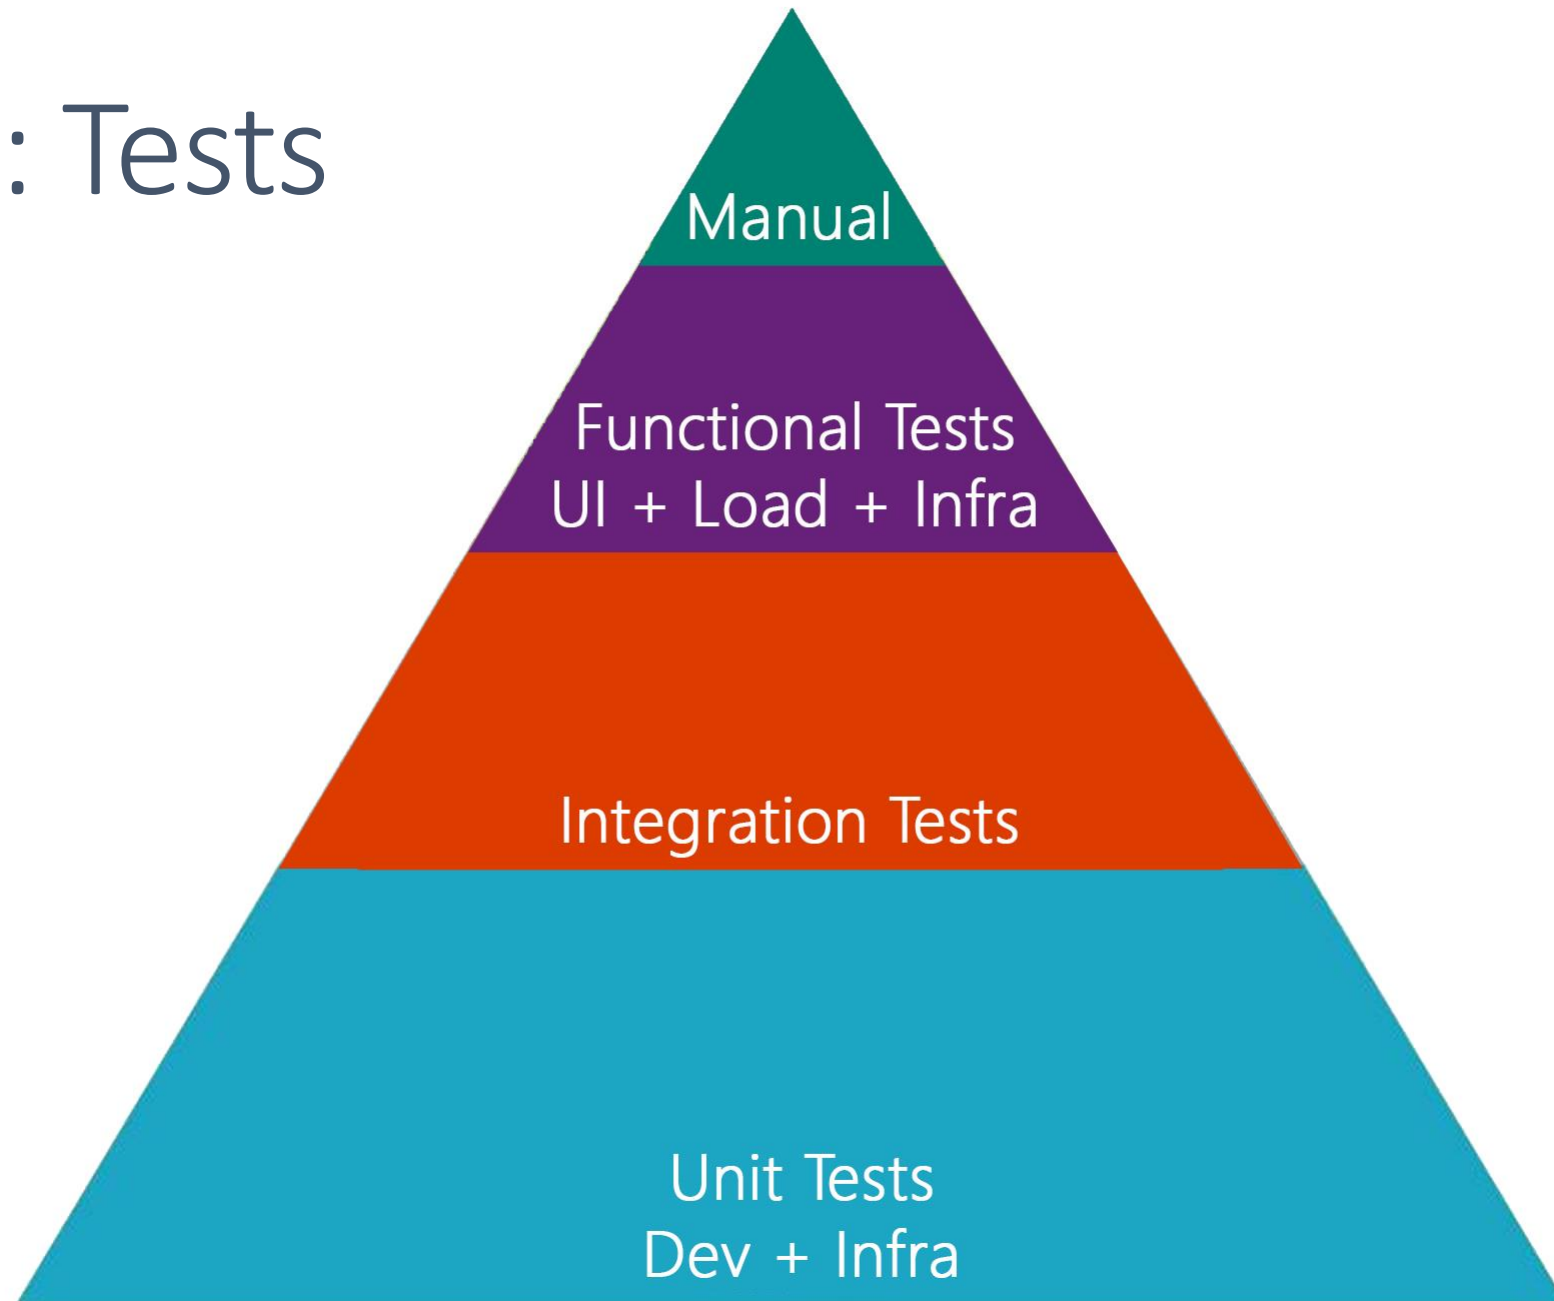 : Tests
Manual
Functional Tests
UI + Load + Infra
Integration Tests
Unit Tests
Dev + Infra